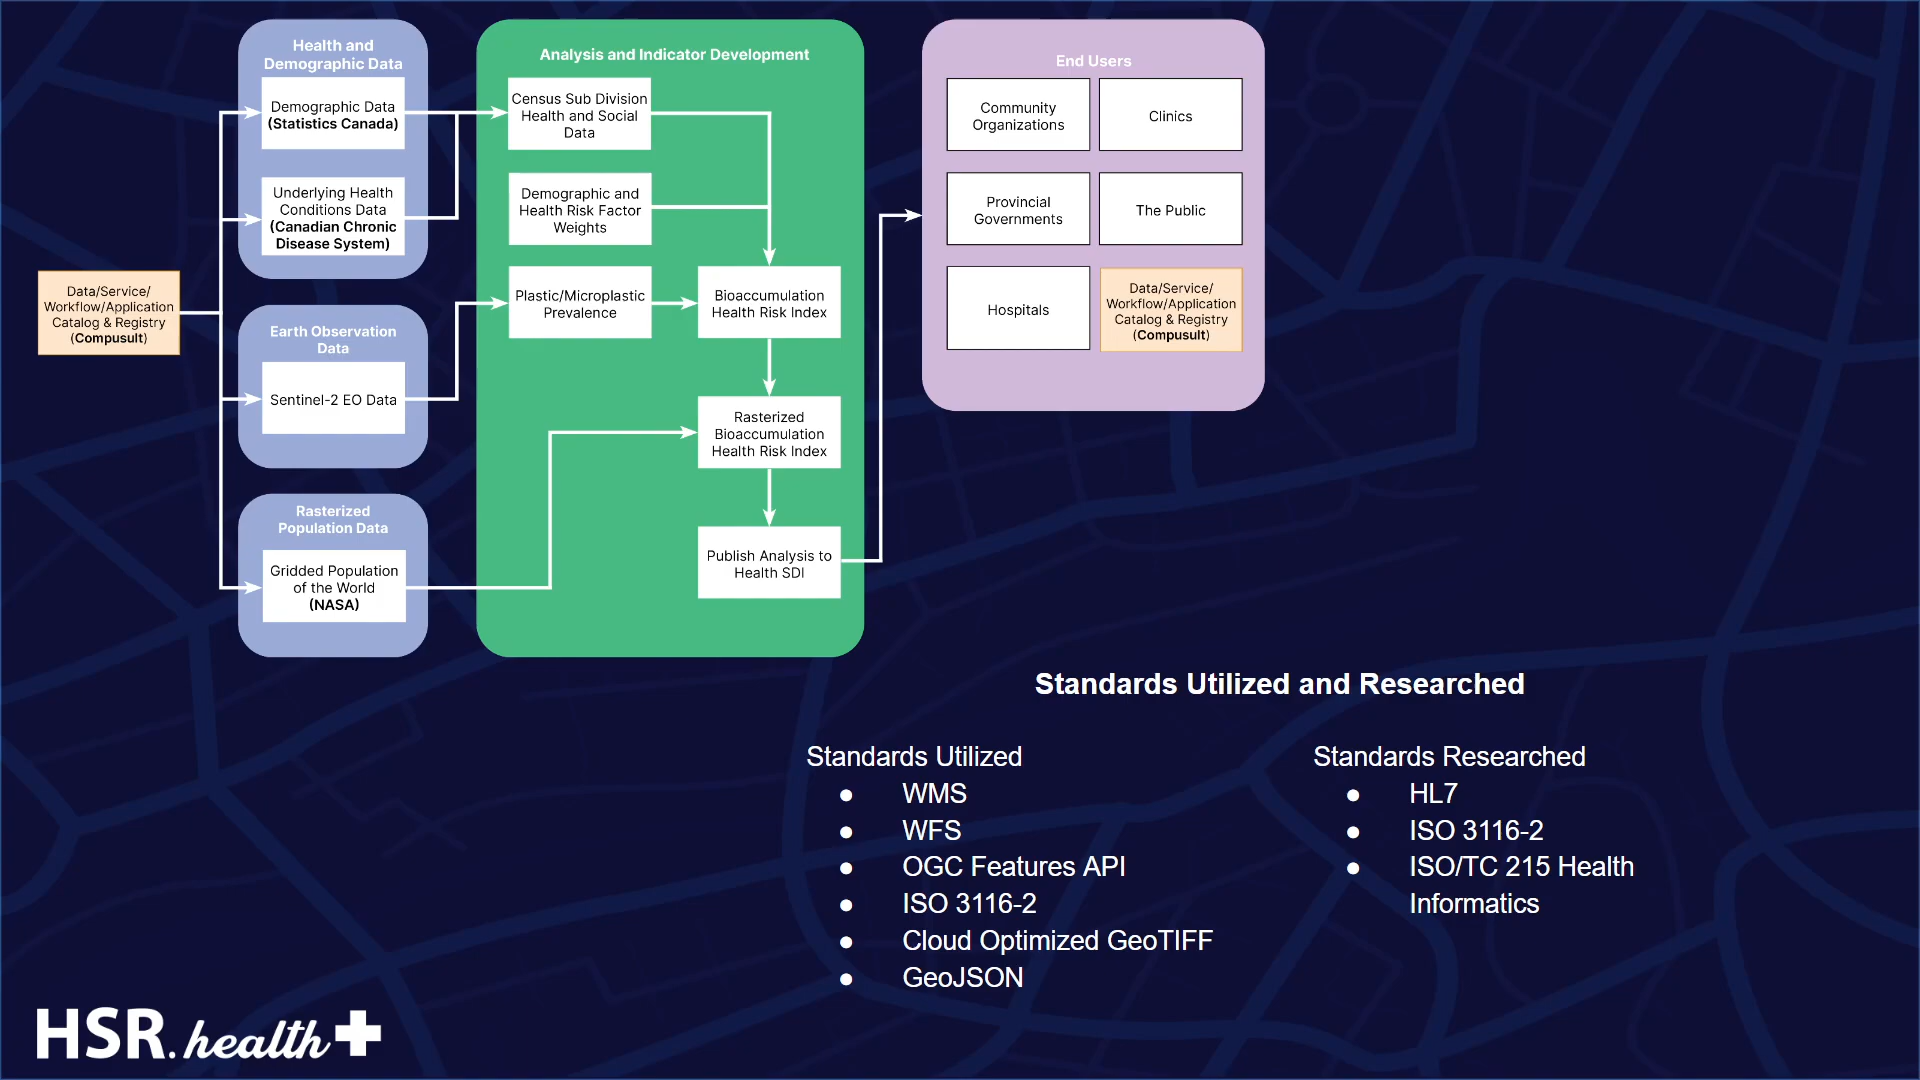 Health and
Demographic Data
Demographic Data
(Statistics Canada)
Underlying Health
Conditions Data
(Canadian Chronic
Disease System)
Data/Service/
Workflow/Application
Catalog & Registry
(Compusult)
Earth Observation
Data
Sentinel-2 EO Data
Rasterized
Population Data
Gridded Population
of the World
(NASA)
Analysis and Indicator Development
Census Sub Division
Health and Social
Data
Demographic and
Health Risk Factor
Weights
Plastic/Microplastic
Prevalence
Bioaccumulation
Health Risk Index
Rasterized
Bioaccumulation
Health Risk Index
Publish Analysis to
Health SDI
End Users
Community
Organizations
Clinics
Provincial
Governments
The Public
Hospitals
Data/Service/
Workflow/Application
Catalog & Registry
(Compusult)
Standards Utilized and Researched
Standards Utilized
● WMS
● WFS
● OGC Features API
● ISO 3116-2
● Cloud Optimized GeoTIFF
● GeoJSON
Standards Researched
● HL7
● ISO 3116-2
● ISO/TC 215 Health
Informatics
HSR.health